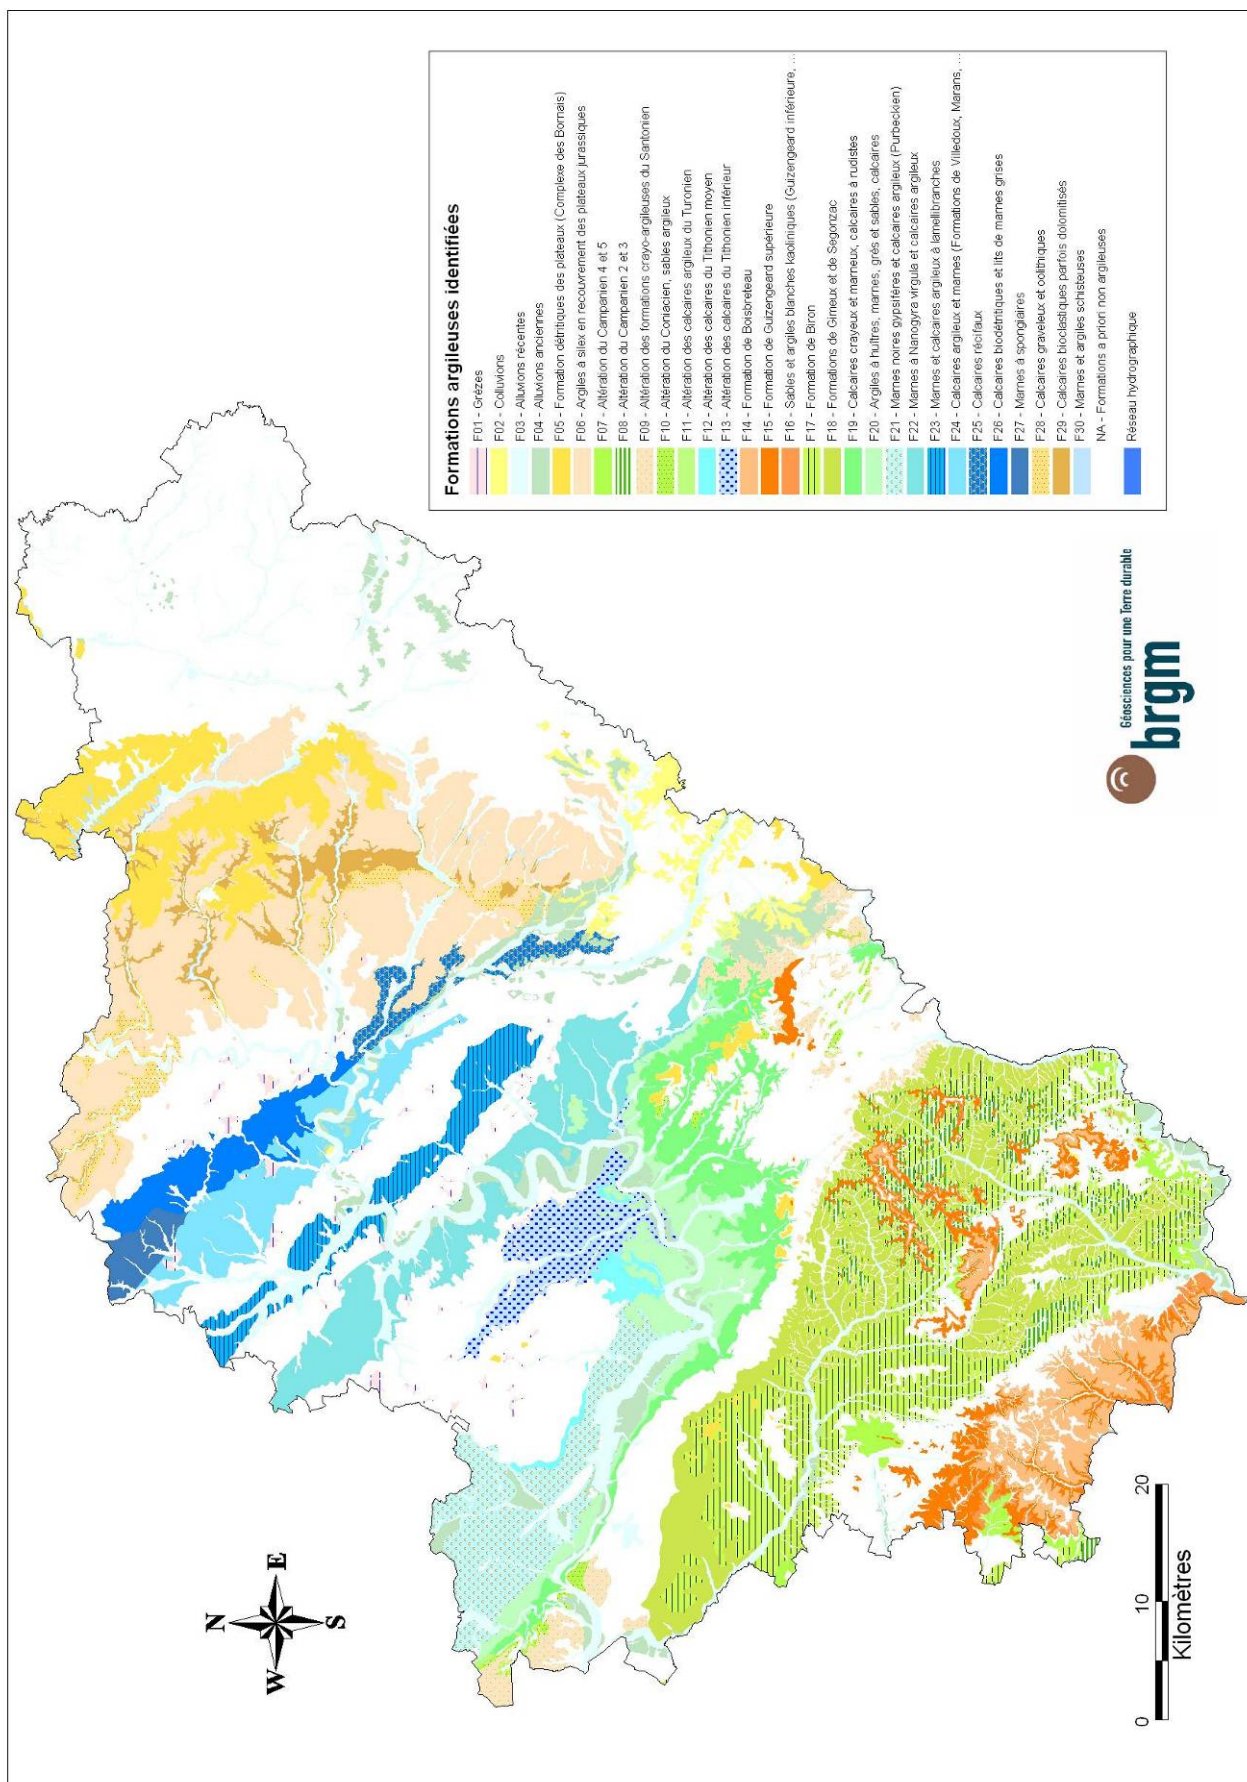 Formations argileuses identifiées
F01 - Grèzes
F02 - Colluvions
F03 - Alluvions récentes
F04 - Alluvions anciennes
F05 - Formation détritiques des plateaux (Complexe des Bornais)
F06 - Argiles à silex en recouvrement des plateaux jurassiques
F07 - Altération du Campanien 4 et 5
F08 - Altération du Campanien 2 et 3
F09 - Altération des formations crayo-argileuses du Santonien
F10 - Altération du Coniacien, sables argileux
F11 - Altération des calcaires argileux du Turonien
F12 - Altération des calcaires du Tithonien moyen
F13 - Altération des calcaires du Tithonien inférieur
F14 - Formation de Boisbreteau
F15 - Formation de Guizengeard supérieure
F16 - Sables et argiles blanches kaoliniques (Guizengeard inférieure, ...
F17 - Formation de Biron
F18 - Formations de Gimeux et de Segonzac
F19 - Calcaires crayeux et marneux, calcaires à rudistes
F20 - Argiles à huîtres, marnes, grès et sables, calcaires
F21 - Marnes noires gypsifères et calcaires argileux (Purbeckien)
F22 - Marnes à Nanogyra virgula et calcaires argileux
F23 - Marnes et calcaires argileux à lamellibranches
F24 - Calcaires argileux et marnes (Formations de Villedoux, Marans, ...
F25 - Calcaires récifaux
F26 - Calcaires biodétritiques et lits de marnes grises
F27 - Marnes à spongiaires
F28 - Calcaires graveleux et oolithiques
F29 - Calcaires bioclastiques parfois dolomitisés
F30 - Marnes et argiles schisteuses
NA - Formations a priori non argileuses
Réseau hydrographique
N
W
E
S
0
10
20
Kilomètres
Géosciences pour une Terre durable
brgm